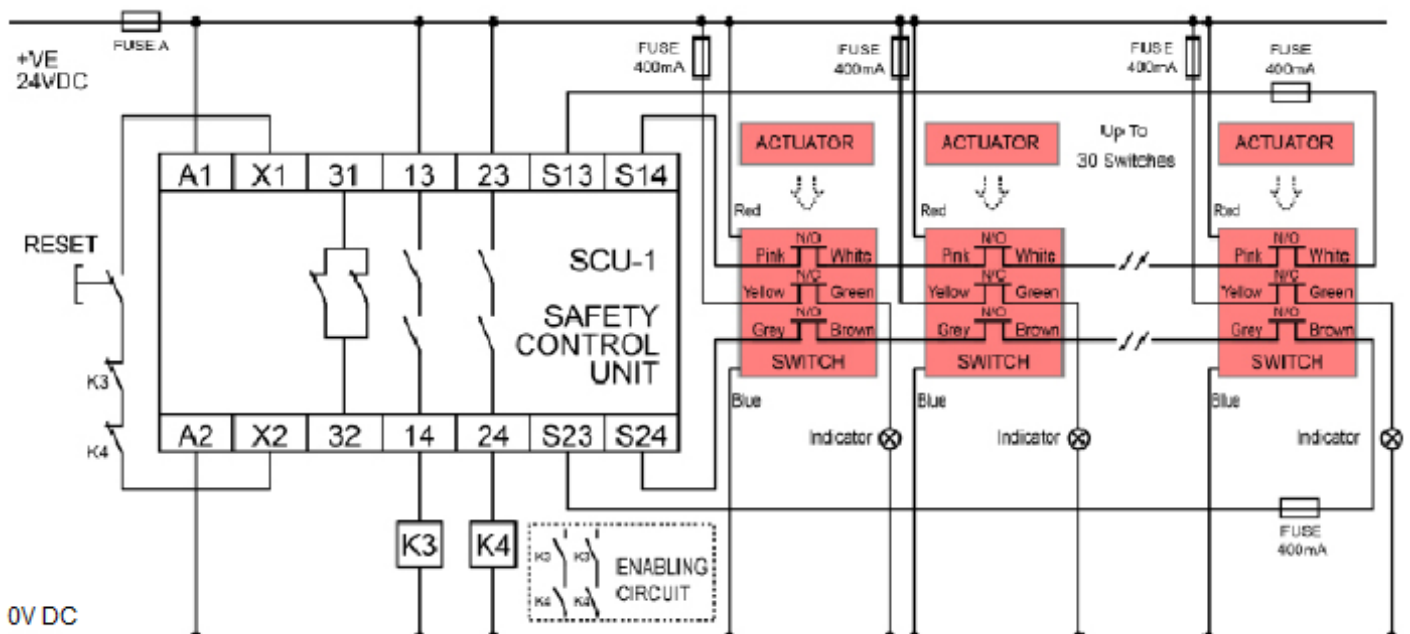 FUSE A
+VE
24VDC
FUSE
400mA
FUSE
400mA
FUSE
400mA
FUSE
400mA
ACTUATOR
ACTUATOR
Up To
30 Switches
ACTUATOR
A1 X1 31 13 23 S13 S14
RESET
SCU-1
SAFETY
CONTROL
UNIT
K3
K4
A2 X2 32 14 24 S23 S24
Red
N/O
Pink White
N/C
Yellow Green
N/O
Grey Brown
SWITCH
Blue
Indicator
Red
N/O
Pink White
N/C
Yellow Green
N/O
Grey Brown
SWITCH
Blue
Indicator
Red
N/O
Pink White
N/C
Yellow Green
N/O
Grey Brown
SWITCH
Blue
Indicator
K3 K4
K3 K3
K4 K4
ENABLING
CIRCUIT
FUSE
400mA
0V DC